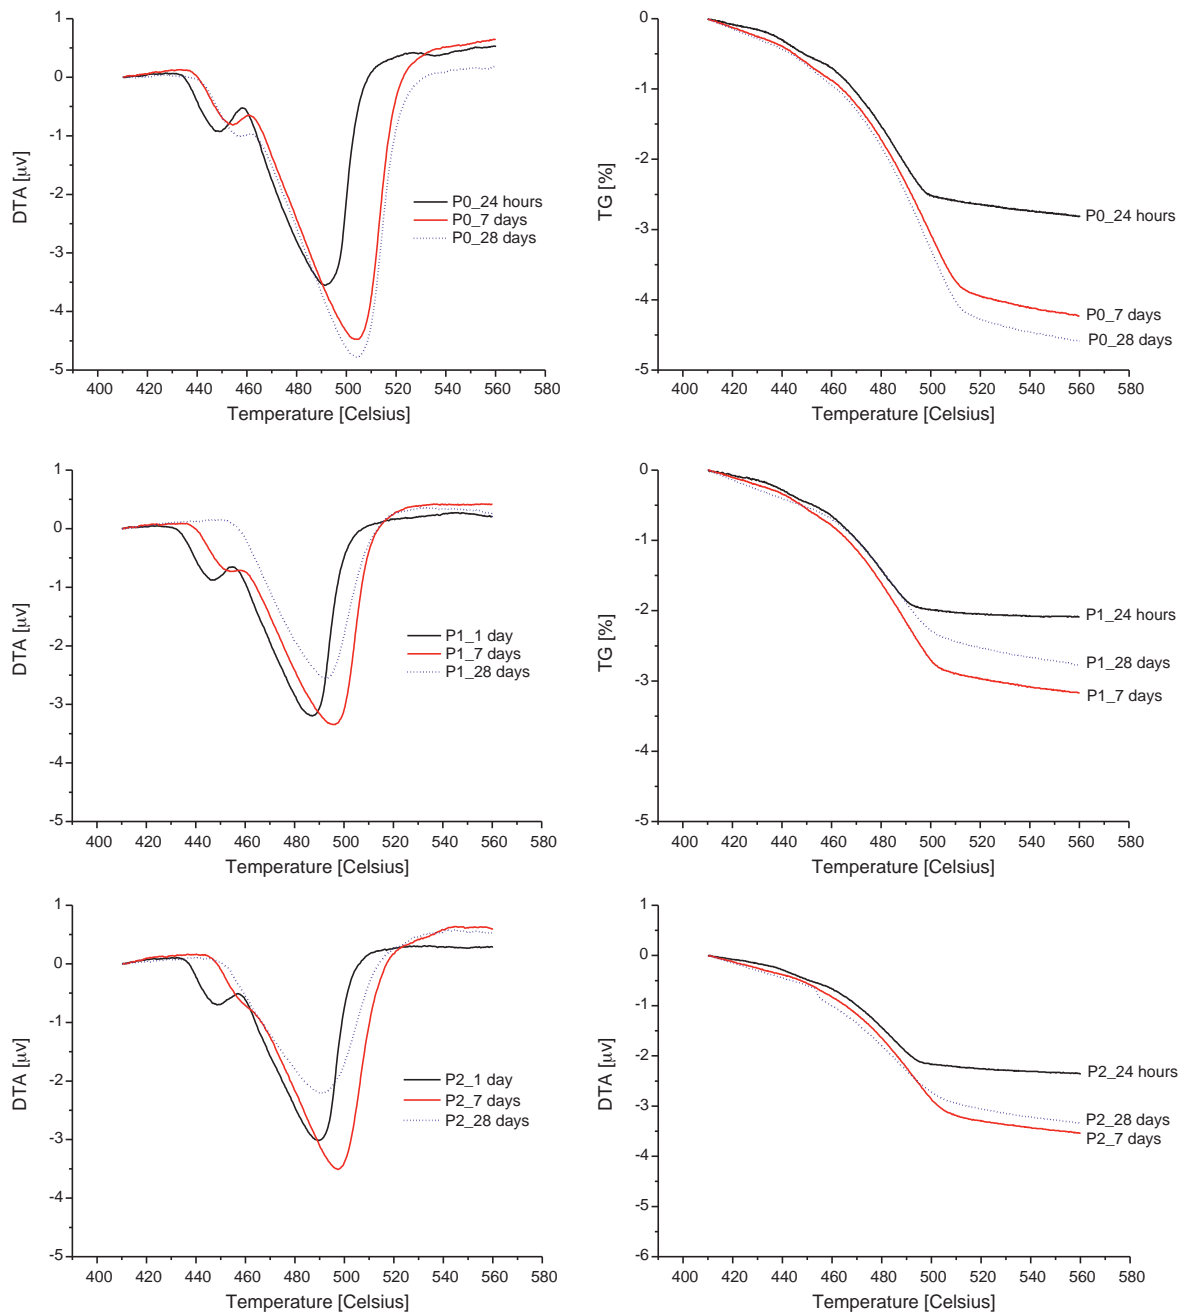 1
0
-1
-2
-3
-4
-5
DTA [µv]
P0_24 hours
P0_7 days
P0_28 days
400 420 440 460 480 500 520 540 560 580
Temperature [Celsius]
0
-1
-2
-3
-4
-5
TG [%]
P0_24 hours
P0_7 days
P0_28 days
400 420 440 460 480 500 520 540 560 580
Temperature [Celsius]
1
0
-1
-2
-3
-4
-5
DTA [µv]
P1_1 day
P1_7 days
P1_28 days
400 420 440 460 480 500 520 540 560 580
Temperature [Celsius]
0
-1
-2
-3
-4
-5
TG [%]
P1_24 hours
P1_28 days
P1_7 days
400 420 440 460 480 500 520 540 560 580
Temperature [Celsius]
1
0
-1
-2
-3
-4
-5
DTA [µv]
P2_1 day
P2_7 days
P2_28 days
400 420 440 460 480 500 520 540 560 580
Temperature [Celsius]
1
0
-1
-2
-3
-4
-5
-6
DTA [µv]
P2_24 hours
P2_28 days
P2_7 days
400 420 440 460 480 500 520 540 560 580
Temperature [Celsius]